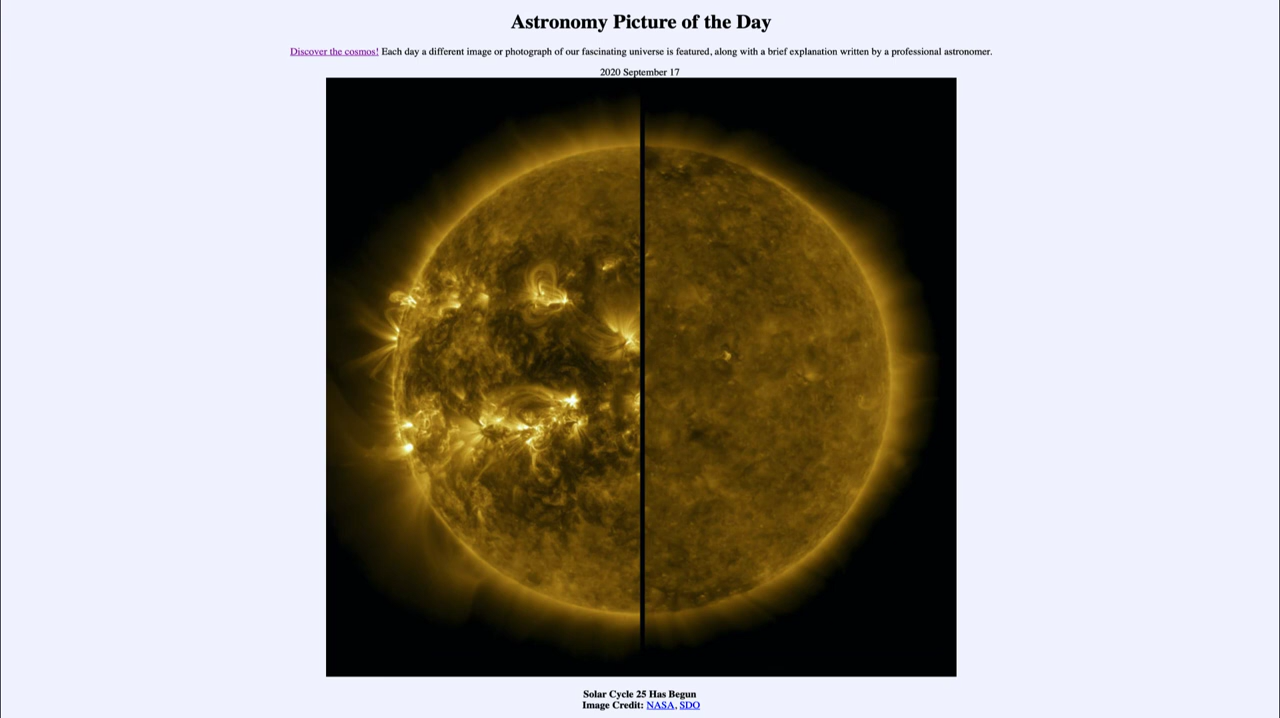 Astronomy Picture of the Day
Discover the cosmos! Each day a different image or photograph of our fascinating universe is featured, along with a brief explanation written by a professional astronomer.
2020 September 17
Solar Cycle 25 Has Begun
Image Credit: NASA, SDO